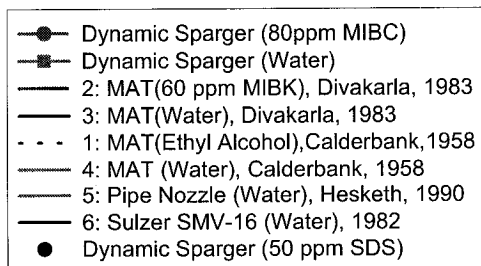 Dynamic Sparger (80ppm MIBC)
Dynamic Sparger (Water)
2: MAT(60 ppm MIBK), Divakarla, 1983
3: MAT(Water), Divakarla, 1983
1: MAT(Ethyl Alcohol),Calderbank,1958
4: MAT (Water), Calderbank, 1958
5: Pipe Nozzle (Water), Hesketh, 1990
6: Sulzer SMV-16 (Water), 1982
Dynamic Sparger (50 ppm SDS)